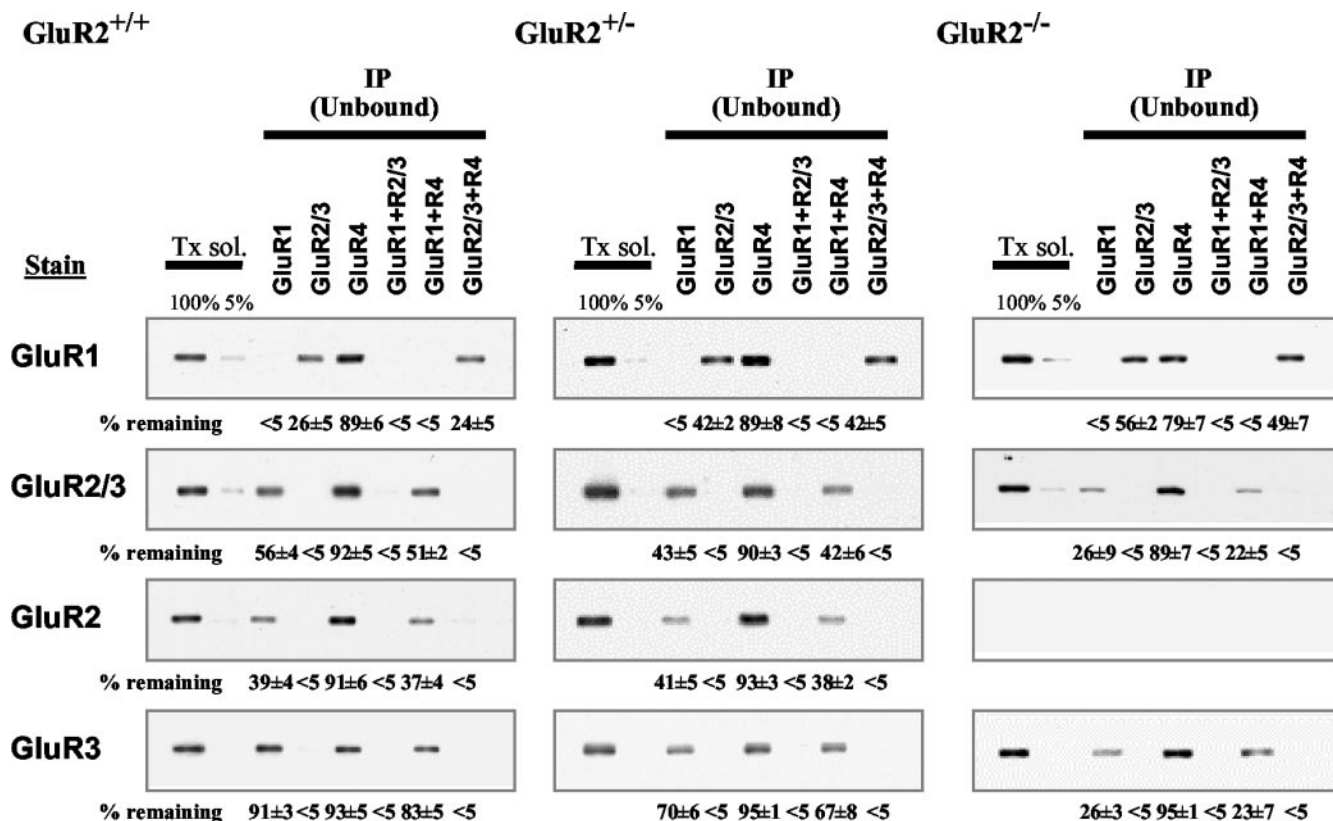 GluR2+/+ GluR2+/- GluR2-/-
IP IP IP
(Unbound) (Unbound) (Unbound)
GluR1 GluR2/3 GluR4 GluR1+R2/3 GluR1+R4 GluR2/3+R4 GluR1 GluR2/3 GluR4 GluR1+R2/3 GluR1+R4 GluR2/3+R4 GluR1 GluR2/3 GluR4 GluR1+R2/3 GluR1+R4 GluR2/3+R4
Tx sol. Tx sol. Tx sol.
Stain
100% 5% 100% 5% 100% 5%
GluR1
% remaining <5 26±5 89±6 <5 <5 24±5 <5 42±2 89±8 <5 <5 42±5 <5 56±2 79±7 <5 <5 49±7
GluR2/3
% remaining 56±4 <5 92±5 <5 51±2 <5 43±5 <5 90±3 <5 42±6 <5 26±9 <5 89±7 <5 22±5 <5
GluR2
% remaining 39±4 <5 91±6 <5 37±4 <5 41±5 <5 93±3 <5 38±2 <5
GluR3
% remaining 91±3 <5 93±5 <5 83±5 <5 70±6 <5 95±1 <5 67±8 <5 26±3 <5 95±1 <5 23±7 <5